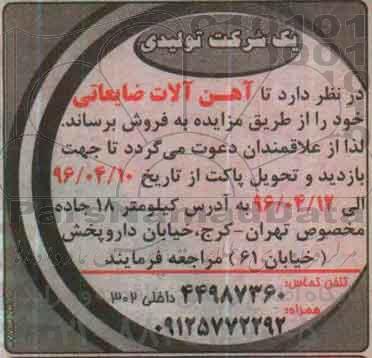 یک شرکت تولیدی
در نظر دارد تا آهن آلات ضایعاتی
خود را از طریق مزایده به فروش برساند.
لذا از علاقمندان دعوت می گردد تا جهت
بازدید و تحویل پاکت از تاریخ ۹۶/۰۴/۱۰
الی ۹۶/۰۴/۱۲ به آدرس کیلومتر ۱۸ جاده
مخصوص تهران-کرج،خیابان داروپخش
(خیابان ۶۱) مراجعه فرمایند
تلفن تماس:
۴۴۹۸۷۳۶۰ داخلی ۳۰۲
همراه:
۰۹۱۲۵۷۷۲۲۹۲